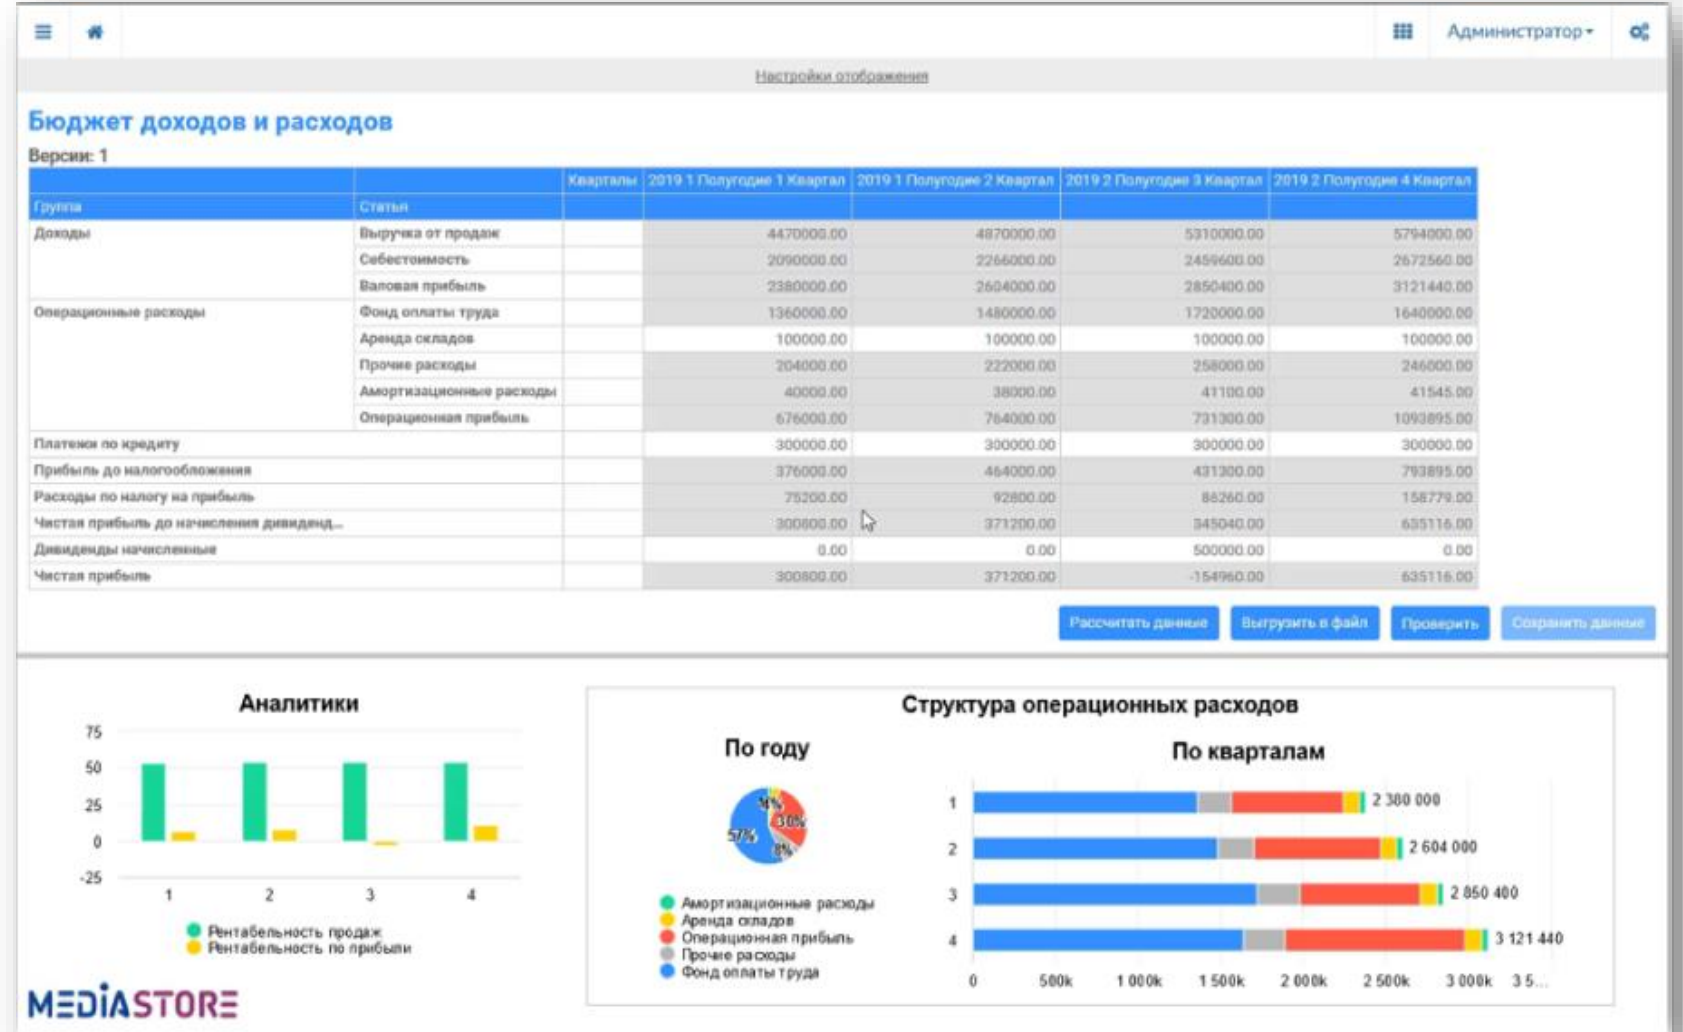 Администратор
Настройки отображения
Бюджет доходов и расходов
Версии: 1
Кварталы 2019 1 Полугодие 1 Квартал 2019 1 Полугодие 2 Квартал 2019 2 Полугодие 3 Квартал 2019 2 Полугодие 4 Квартал
Группа Статья
Доходы Выручка от продаж 4470000.00 4870000.00 5310000.00 5794000.00
Себестоимость 2090000.00 2266000.00 2459600.00 2672560.00
Валовая прибыль 2380000.00 2604000.00 2850400.00 3121440.00
Операционные расходы Фонд оплаты труда 1360000.00 1480000.00 1720000.00 1640000.00
Аренда складов 100000.00 100000.00 100000.00 100000.00
Прочие расходы 204000.00 222000.00 258000.00 246000.00
Амортизационные расходы 40000.00 38000.00 41100.00 41545.00
Операционная прибыль 676000.00 764000.00 731300.00 1093895.00
Платежи по кредиту 300000.00 300000.00 300000.00 300000.00
Прибыль до налогообложения 376000.00 464000.00 431300.00 793895.00
Расходы по налогу на прибыль 75200.00 92800.00 86260.00 158779.00
Чистая прибыль до начисления дивиденд... 300800.00 371200.00 345040.00 635116.00
Дивиденды начисленные 0.00 0.00 500000.00 0.00
Чистая прибыль 300800.00 371200.00 -154960.00 635116.00
Рассчитать данные Выгрузить в файл Проверить Сохранить данные
Аналитики
75
50
25
0
-25
1 2 3 4
Рентабельность продаж
Рентабельность по прибыли
MEDIASTORE
Структура операционных расходов
По году
30%
57%
8%
Амортизационные расходы
Аренда складов
Операционная прибыль
Прочие расходы
Фонд оплаты труда
По кварталам
1 2 380 000
2 2 604 000
3 2 850 400
4 3 121 440
0 500k 1 000k 1 500k 2 000k 2 500k 3 000k 3 5...